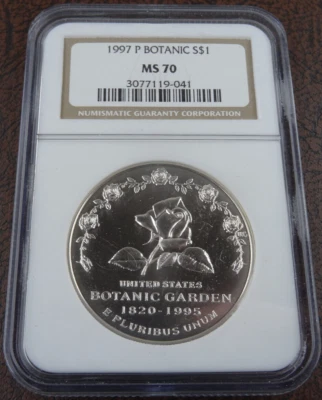 1997 P BOTANIC S$1
MS 70
3077119-041
NUMISMATIC GUARANTY CORPORATION
UNITED STATES
BOTANIC GARDEN
1820-1995
E PLURIBUS UNUM